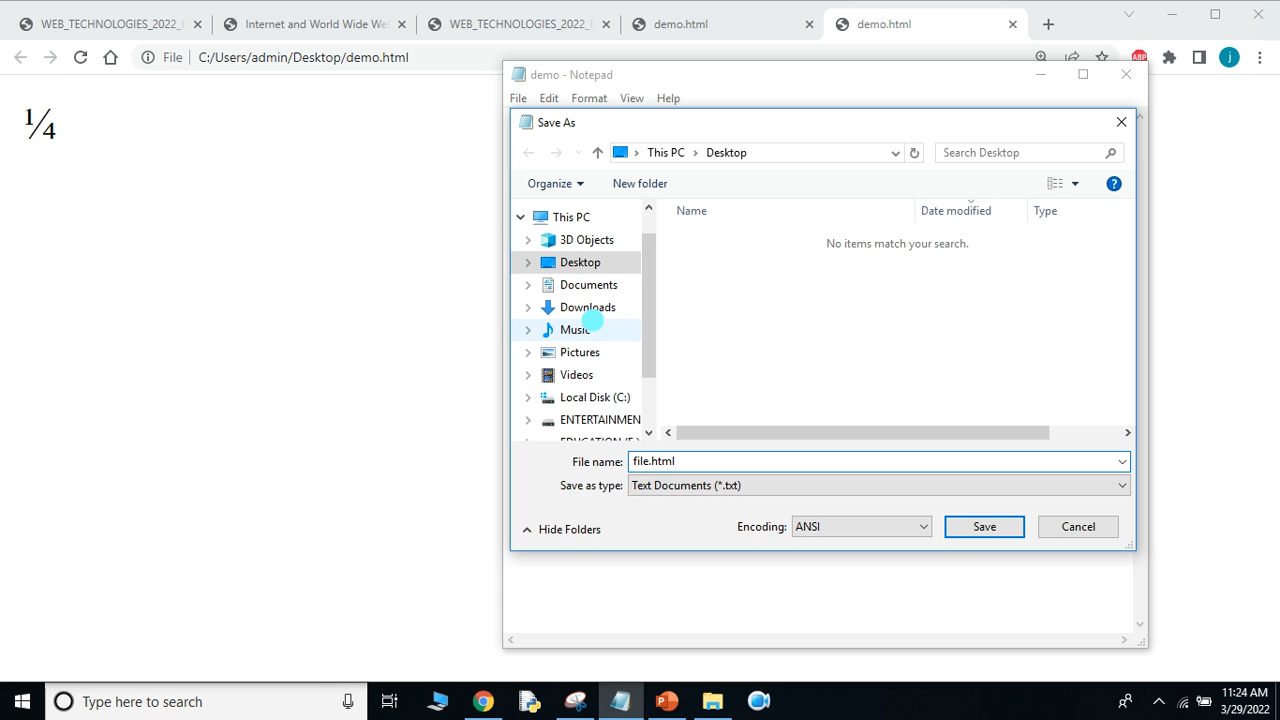 WEB_TECHNOLOGIES_2022_E
Internet and World Wide We
WEB_TECHNOLOGIES_2022_E
demo.html
demo.html
File
C:/Users/admin/Desktop/demo.html
ABP
j
¼
demo - Notepad
File Edit Format View Help
Save As
This PC
Desktop
Search Desktop
Organize
New folder
Name
Date modified
Type
This PC
No items match your search.
3D Objects
Desktop
Documents
Downloads
Music
Pictures
Videos
Local Disk (C:)
ENTERTAINMEN
File name: file.html
Save as type: Text Documents (*.txt)
Hide Folders
Encoding: ANSI
Save
Cancel
Type here to search
11:24 AM
3/29/2022